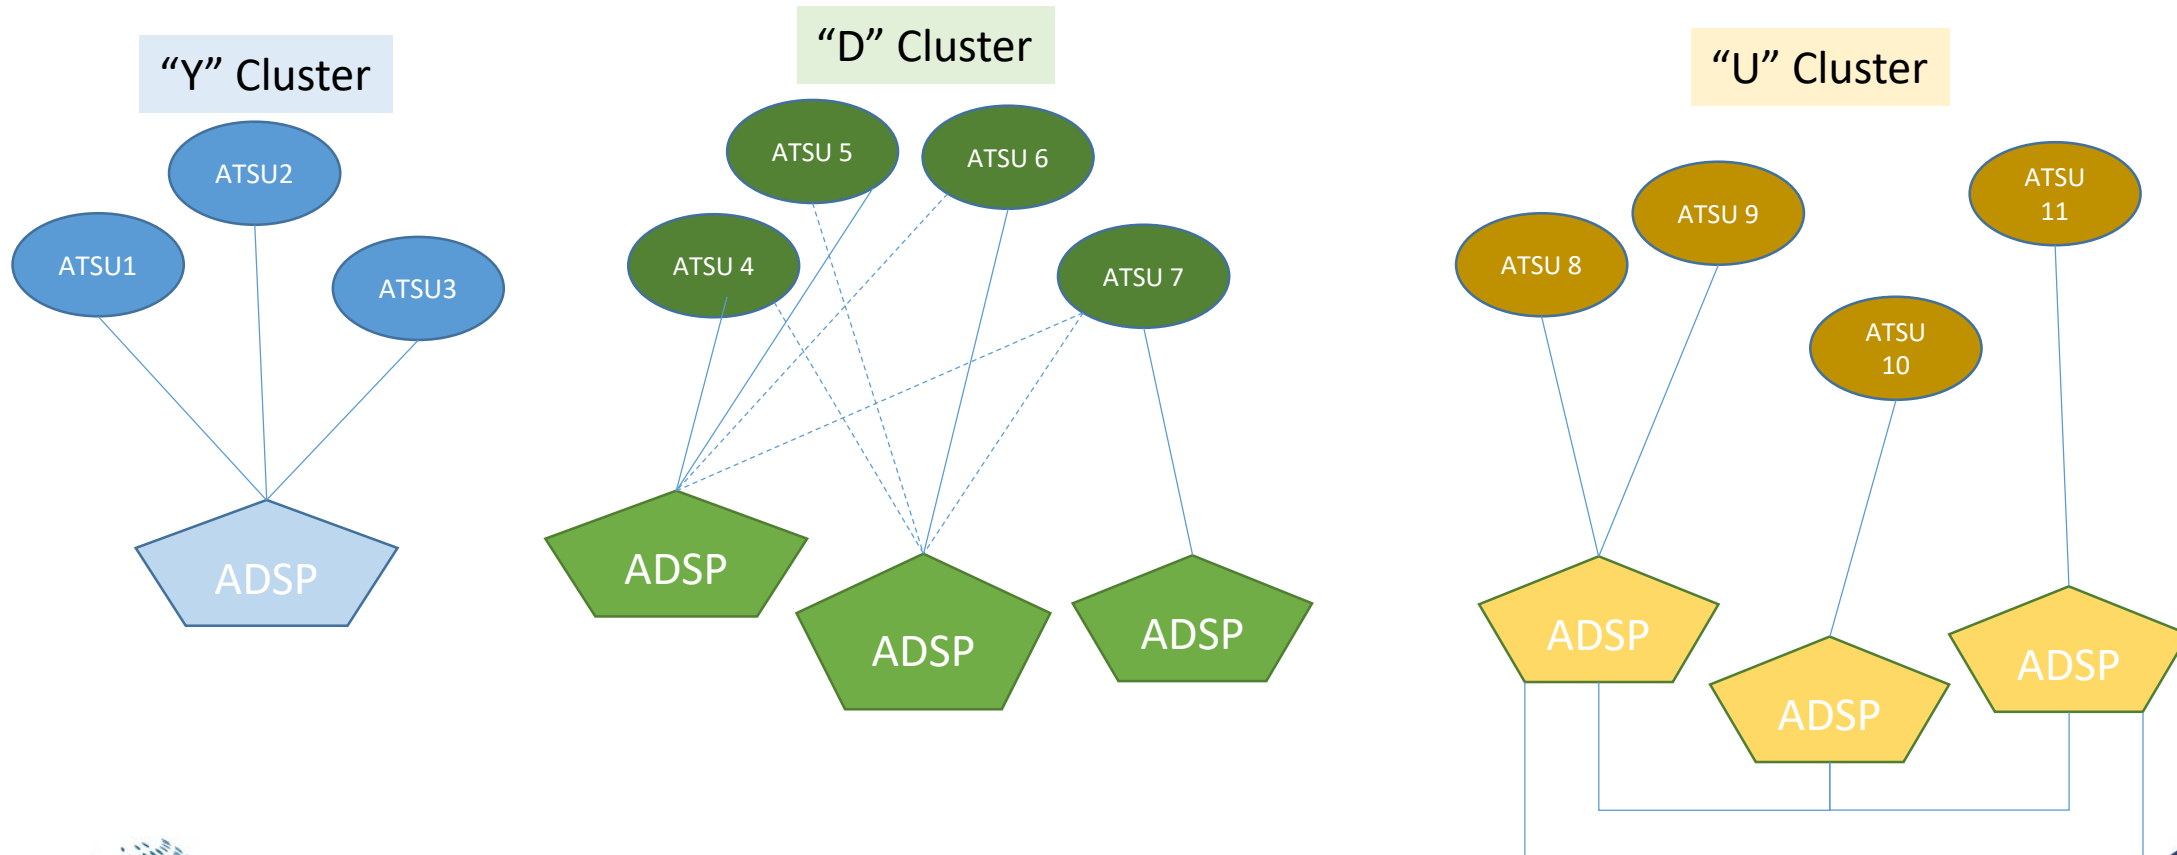 “Y” Cluster
“D” Cluster
“U” Cluster
ATSU2
ATSU1
ATSU3
ADSP
ATSU 5
ATSU 6
ATSU 4
ATSU 7
ADSP
ADSP
ADSP
ATSU 8
ATSU 9
ATSU
10
ATSU
11
ADSP
ADSP
ADSP